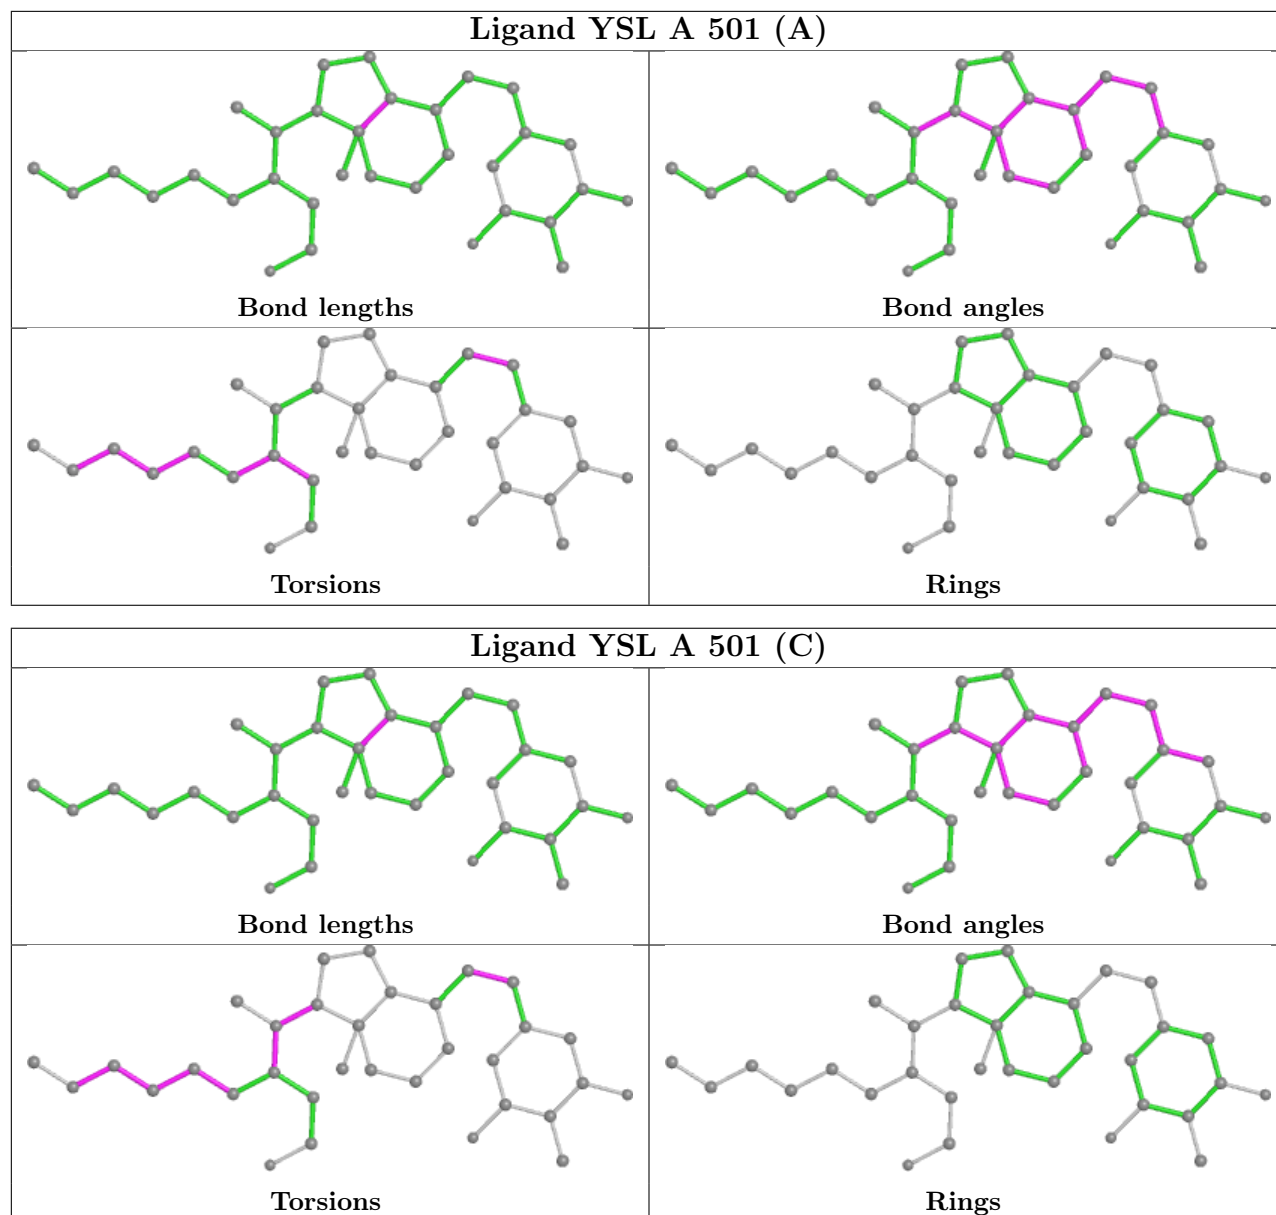 Ligand YSL A 501 (A)
Bond lengths
Bond angles
Torsions
Rings
Ligand YSL A 501 (C)
Bond lengths
Bond angles
Torsions
Rings